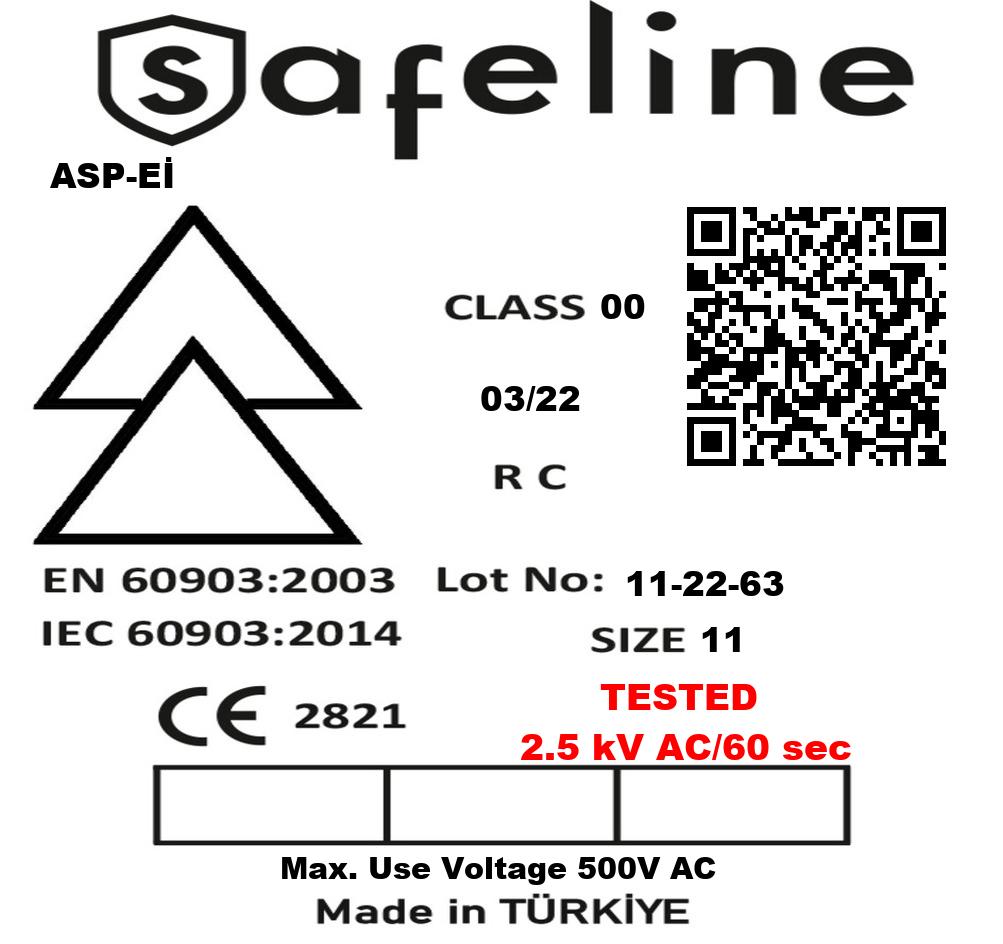 Safeline
ASP-Eİ
CLASS 00
03/22
R C
EN 60903:2003
Lot No: 11-22-63
IEC 60903:2014
SIZE 11
CE 2821
TESTED
2.5 kV AC/60 sec
Max. Use Voltage 500V AC
Made in TÜRKİYE